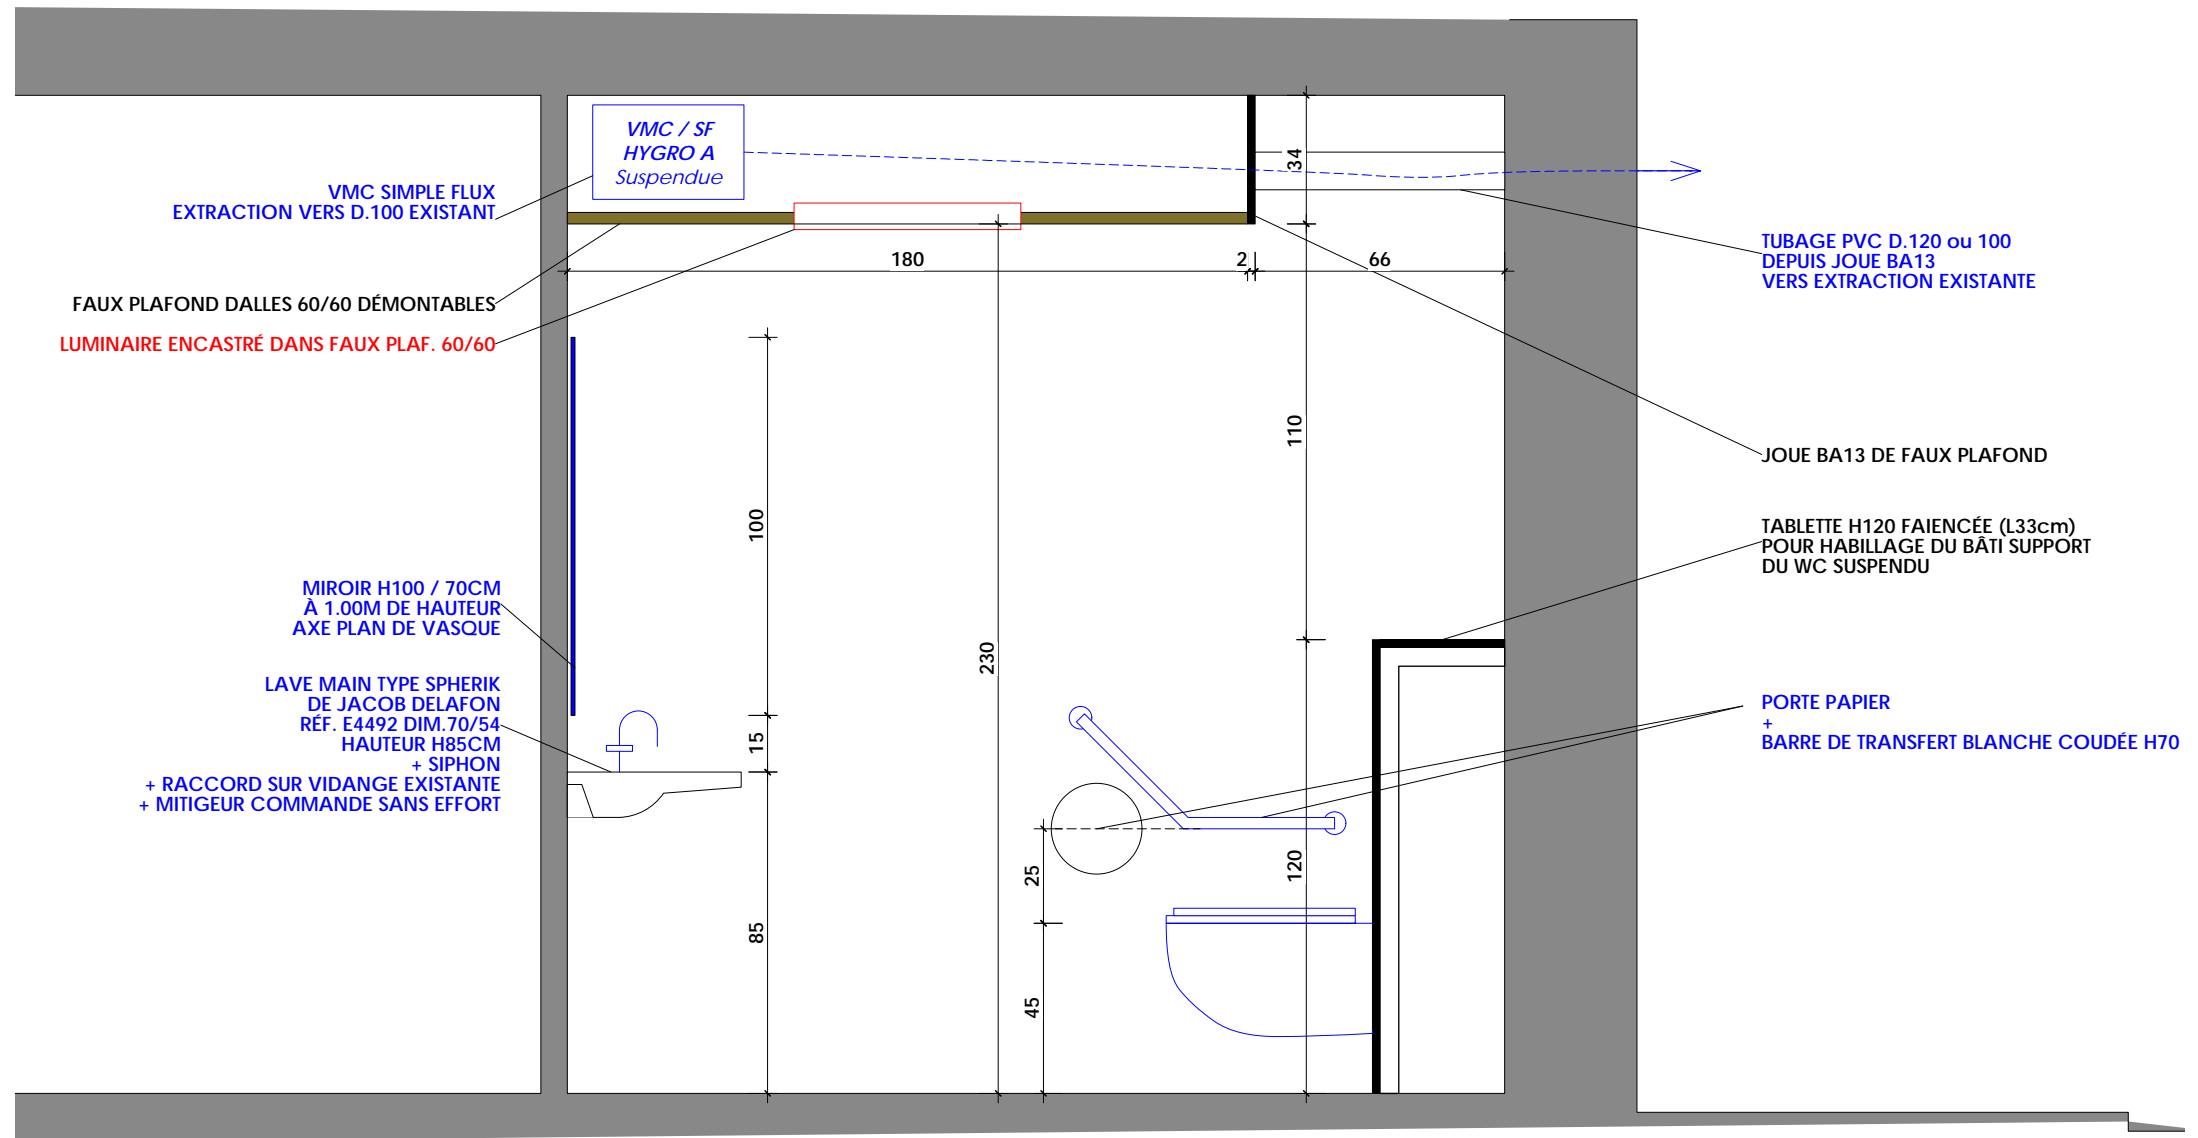 VMC / SF
HYGRO A
Suspendue
VMC SIMPLE FLUX
EXTRACTION VERS D.100 EXISTANT
FAUX PLAFOND DALLES 60/60 DÉMONTABLES
LUMINAIRE ENCASTRÉ DANS FAUX PLAF. 60/60
MIROIR H100 / 70CM
À 1.00M DE HAUTEUR
AXE PLAN DE VASQUE
LAVE MAIN TYPE SPHERIK
DE JACOB DELAFON
RÉF. E4492 DIM.70/54
HAUTEUR H85CM
+ SIPHON
+ RACCORD SUR VIDANGE EXISTANTE
+ MITIGEUR COMMANDE SANS EFFORT
180
2
66
34
110
120
100
15
85
230
25
45
TUBAGE PVC D.120 ou 100
DEPUIS JOUE BA13
VERS EXTRACTION EXISTANTE
JOUE BA13 DE FAUX PLAFOND
TABLETTE H120 FAIENCÉE (L33cm)
POUR HABILLAGE DU BÂTI SUPPORT
DU WC SUSPENDU
PORTE PAPIER
+
BARRE DE TRANSFERT BLANCHE COUDÉE H70